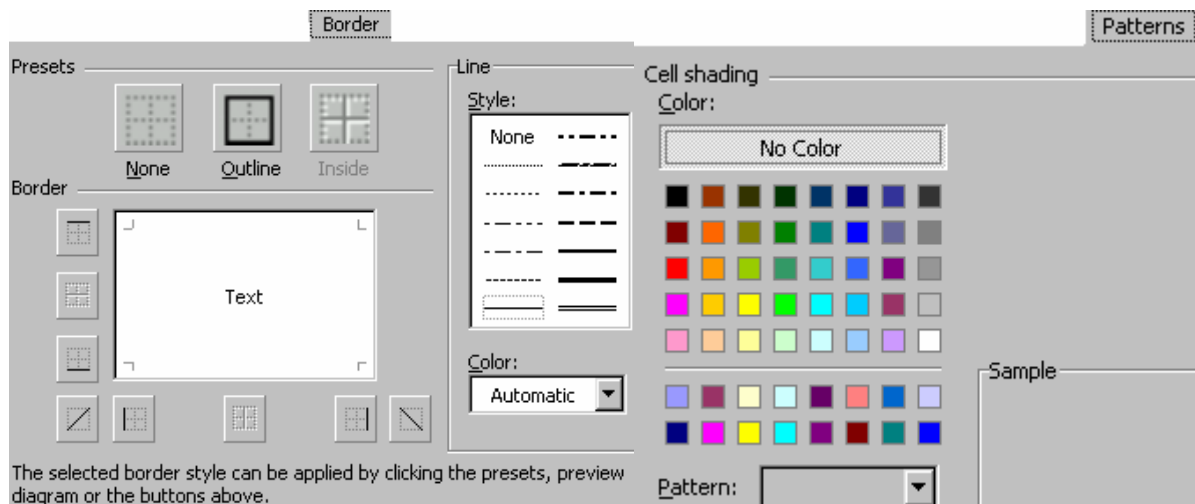 Border
Presets
None Outline Inside
Border
Text
Line
Style:
None
Color:
Automatic
The selected border style can be applied by clicking the presets, preview
diagram or the buttons above.
Patterns
Cell shading
Color:
No Color
Sample
Pattern: